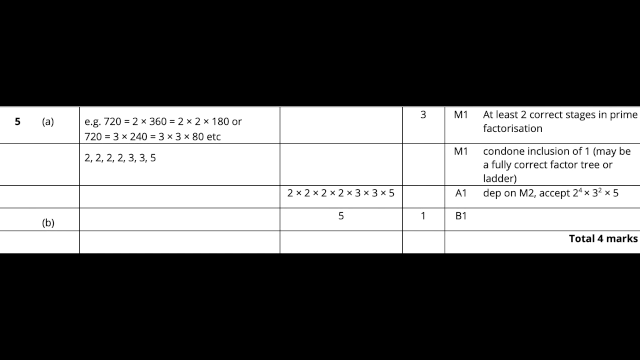 5 (a) e.g. 720 = 2 × 360 = 2 × 2 × 180 or 3 M1 At least 2 correct stages in prime
720 = 3 × 240 = 3 × 3 × 80 etc factorisation
2, 2, 2, 2, 3, 3, 5 M1 condone inclusion of 1 (may be
a fully correct factor tree or
ladder)
2 × 2 × 2 × 2 × 3 × 3 × 5 A1 dep on M2, accept 2⁴ × 3² × 5
(b) 5 1 B1
Total 4 marks